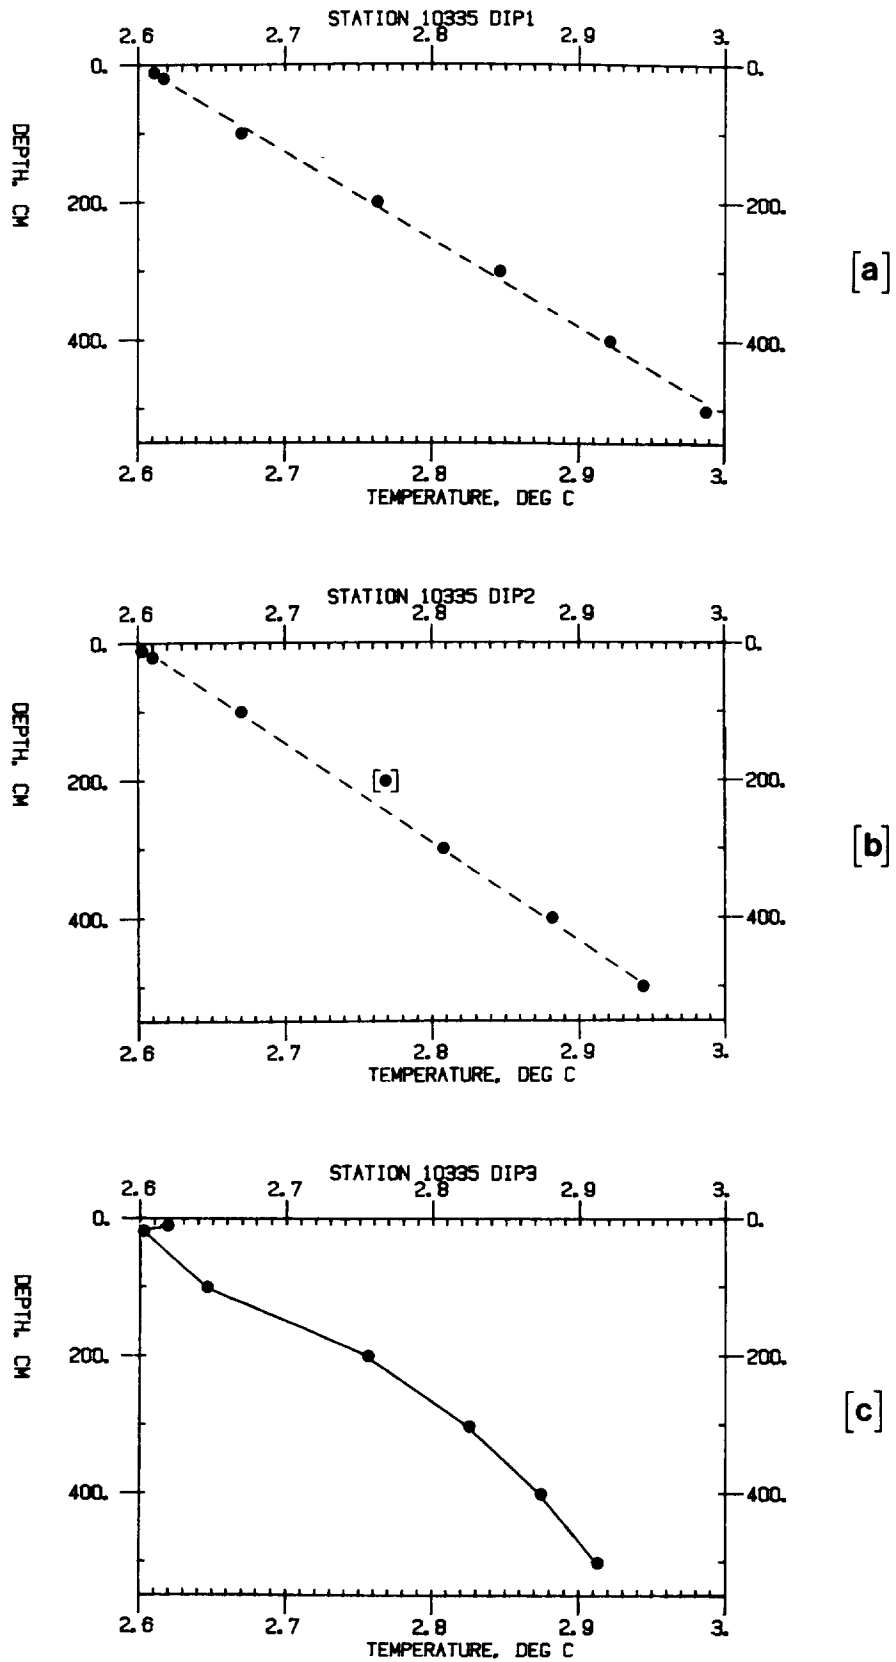 STATION 10335 DIP1
2.6 2.7 2.8 2.9 3.
0. 0.
200. 200.
400. 400.
DEPTH. CM
[a]
2.6 2.7 2.8 2.9 3.
TEMPERATURE, DEG C
STATION 10335 DIP2
2.6 2.7 2.8 2.9 3.
0. 0.
[ ]
200. 200.
400. 400.
DEPTH. CM
[b]
2.6 2.7 2.8 2.9 3.
TEMPERATURE, DEG C
STATION 10335 DIP3
2.6 2.7 2.8 2.9 3.
0. 0.
200. 200.
400. 400.
DEPTH. CM
[c]
2.6 2.7 2.8 2.9 3.
TEMPERATURE, DEG C